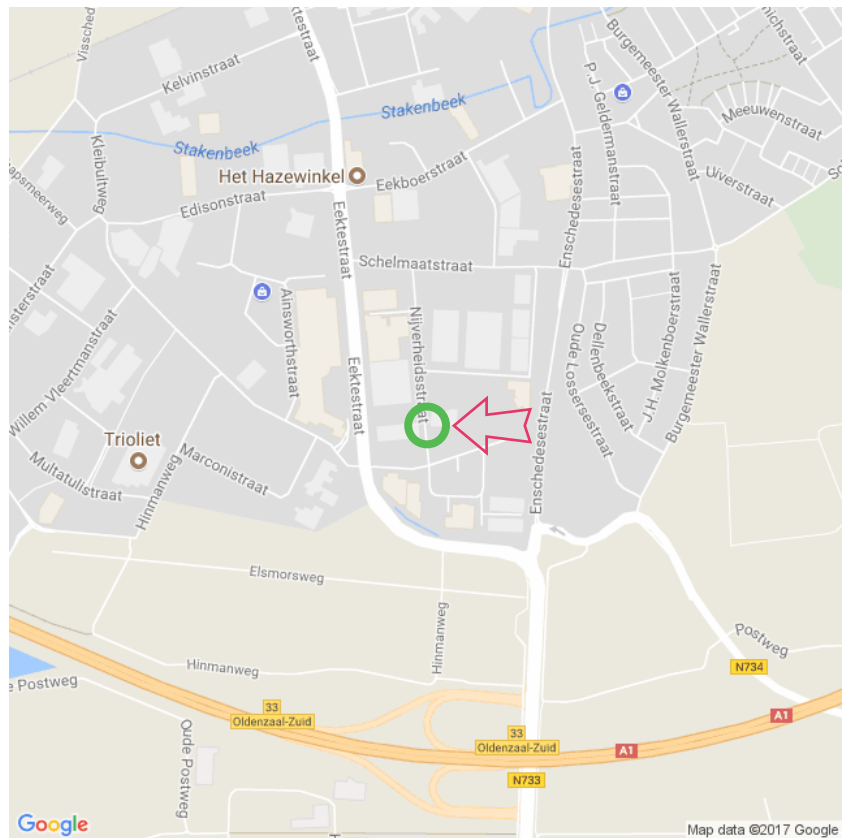 Eektestraat
Burgemeester Wallerstraat
Kelvinstraat
P.J. Geldermanstraat
Meeuwenstraat
Stakenbeek
Stakenbeek
Kleibultweg
Het Hazewinkel
Eekboerstraat
Enschedesestraat
Uiverstraat
Edisonstraat
Eektestraat
Schelmaatstraat
Ainsworthstraat
Nijverheidsstraat
J.H. Molkenboerstraat
Burgemeester Wallerstraat
Dellenbeekstraat
Oude Lossersestraat
Willem Vleertmanstraat
Eektestraat
Enschedesestraat
Trioliet
Marconistraat
Multatulistraat
Hinmanweg
Elsmorsweg
Hinmanweg
Postweg
Hinmanweg
N734
Oude Postweg
33
Oldenzaal-Zuid
33
Oldenzaal-Zuid
A1
A1
N733
Google
Map data ©2017 Google